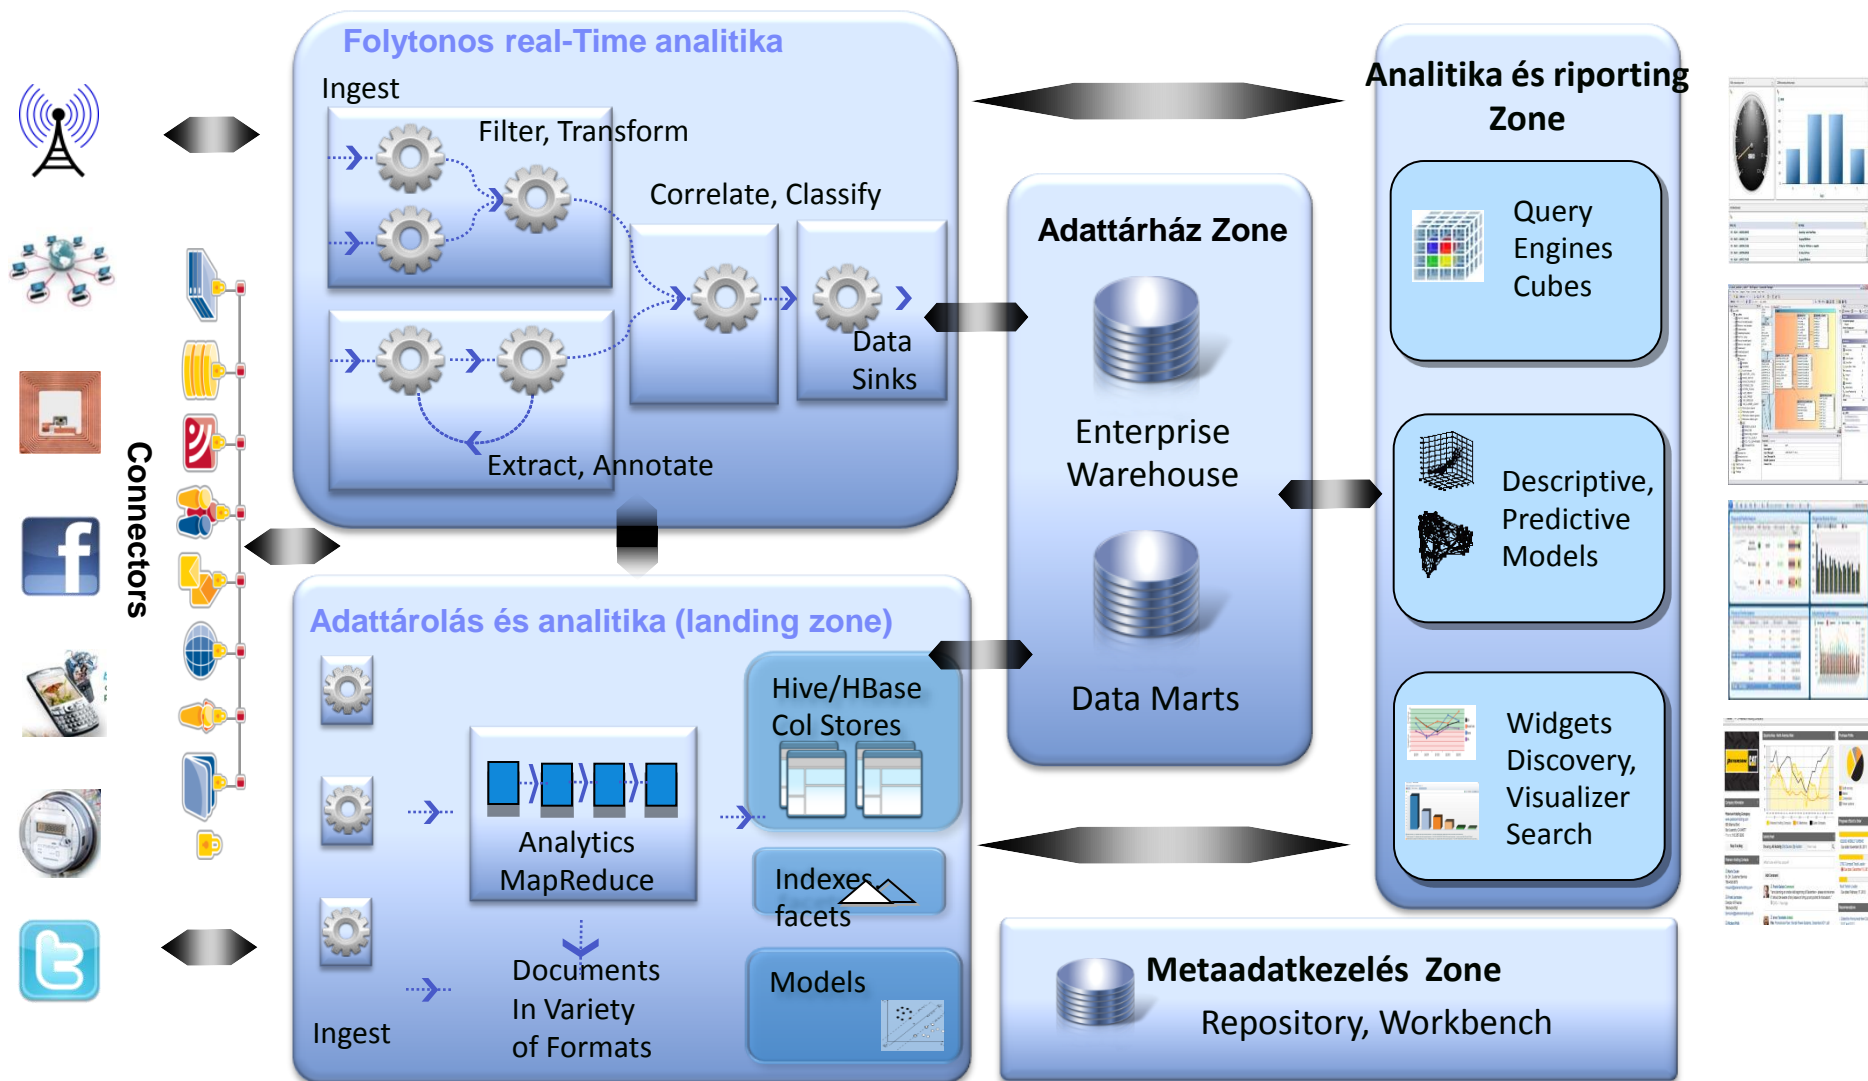 Folytonos real-Time analitika
Ingest
Filter, Transform
Correlate, Classify
Data
Sinks
Extract, Annotate
Connectors
Adattárolás és analitika (landing zone)
Hive/HBase
Col Stores
Analytics
MapReduce
Indexes,
facets
Documents
In Variety
of Formats
Models
Ingest
Adattárház Zone
Enterprise
Warehouse
Data Marts
Analitika és riporting
Zone
Query
Engines
Cubes
Descriptive,
Predictive
Models
Widgets
Discovery,
Visualizer
Search
Metaadatkezelés Zone
Repository, Workbench